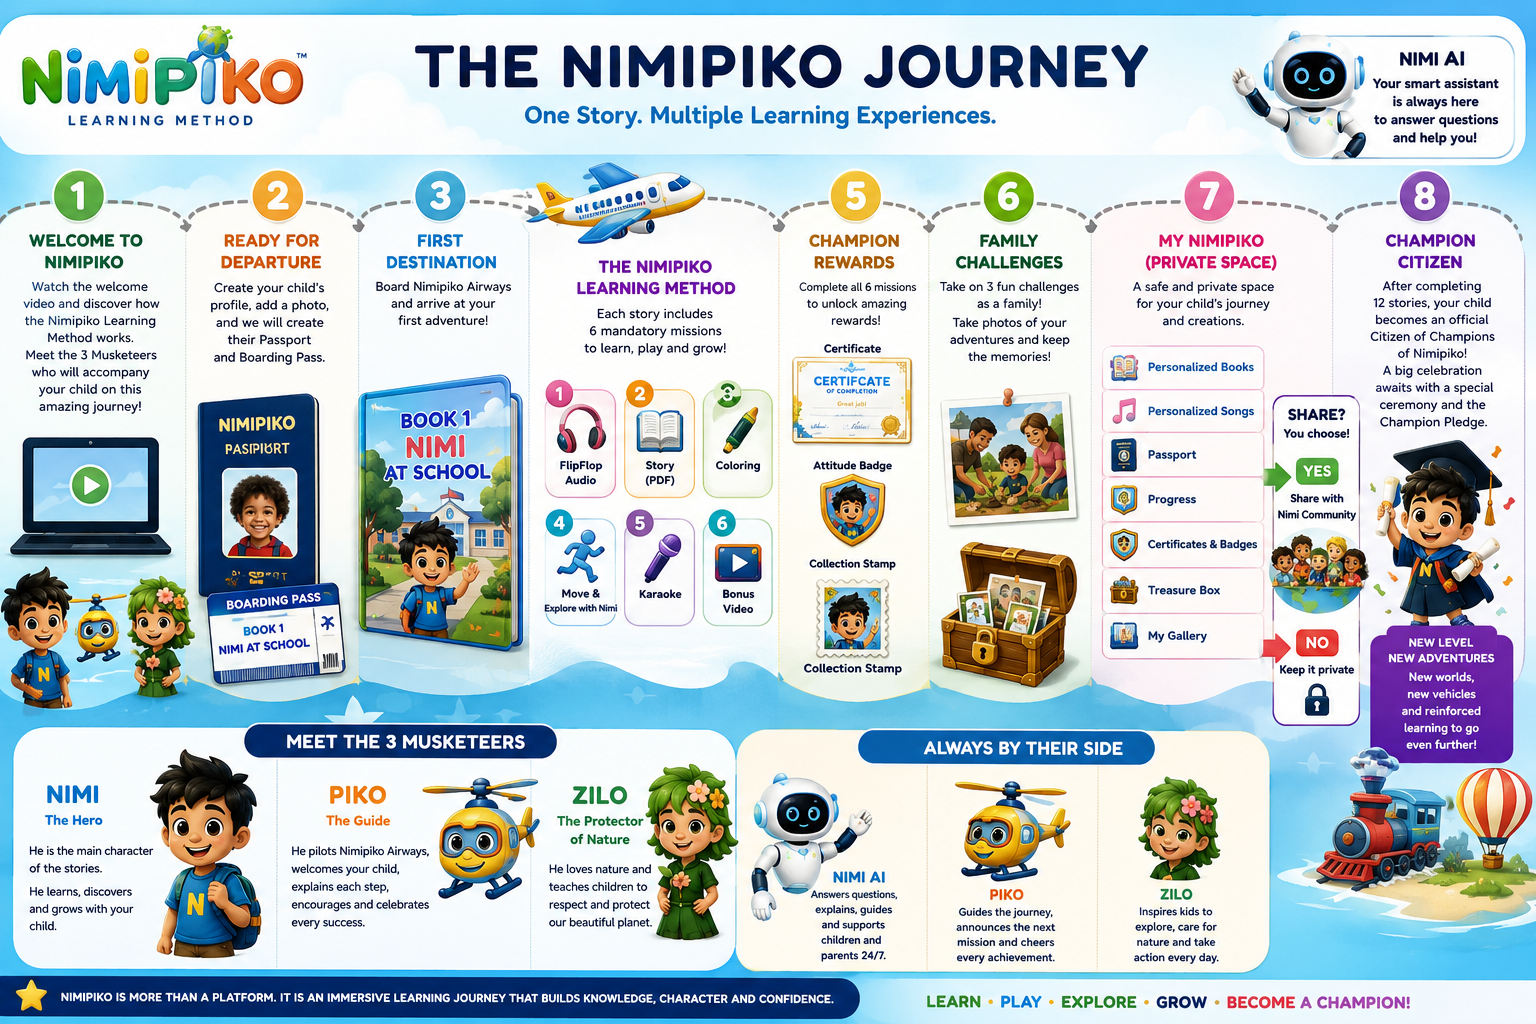 NimiPiKO™
LEARNING METHOD
THE NIMIPIKO JOURNEY
One Story. Multiple Learning Experiences.
NIMI AI
Your smart assistant
is always here
to answer questions
and help you!
1
WELCOME TO
NIMIPIKO
Watch the welcome
video and discover how
the Nimipiko Learning
Method works.
Meet the 3 Musketeers
who will accompany
your child on this
amazing journey!
N
2
READY FOR
DEPARTURE
Create your child's
profile, add a photo,
and we will create
their Passport
and Boarding Pass.
NIMIPIKO
PASIPORT
BOARDING PASS
BOOK 1
NIMI AT SCHOOL
3
FIRST
DESTINATION
Board Nimipiko Airways
and arrive at your
first adventure!
BOOK 1
NIMI
AT SCHOOL
N
THE NIMIPIKO
LEARNING METHOD
Each story includes
6 mandatory missions
to learn, play and grow!
1
FlipFlop
Audio
2
Story
(PDF)
3
Coloring
4
Move &
Explore with Nimi
5
Karaoke
6
Bonus
Video
5
CHAMPION
REWARDS
Complete all 6 missions
to unlock amazing
rewards!
Certificate
CERTIFCATE
OF COMPLETION
Great job!
Attitude Badge
Collection Stamp
Collection Stamp
6
FAMILY
CHALLENGES
Take on 3 fun challenges
as a family!
Take photos of your
adventures and keep
the memories!
7
MY NIMIPIKO
(PRIVATE SPACE)
A safe and private space
for your child's journey
and creations.
Personalized Books
Personalized Songs
Passport
Progress
Certificates & Badges
Treasure Box
My Gallery
SHARE?
You choose!
YES
Share with
Nimi Community
NO
Keep it private
8
CHAMPION
CITIZEN
After completing
12 stories, your child
becomes an official
Citizen of Champions
of Nimipiko!
A big celebration
awaits with a special
ceremony and the
Champion Pledge.
N
NEW LEVEL
NEW ADVENTURES
New worlds,
new vehicles
and reinforced
learning to go
even further!
MEET THE 3 MUSKETEERS
NIMI
The Hero
He is the main character
of the stories.
He learns, discovers
and grows with your
child.
N
PIKO
The Guide
He pilots Nimipiko Airways,
welcomes your child,
explains each step,
encourages and celebrates
every success.
ZILO
The Protector
of Nature
He loves nature and
teaches children to
respect and protect
our beautiful planet.
ALWAYS BY THEIR SIDE
NIMI AI
Answers questions,
explains, guides
and supports
children and
parents 24/7.
PIKO
Guides the journey,
announces the next
mission and cheers
every achievement.
ZILO
Inspires kids to
explore, care for
nature and take
action every day.
NIMIPIKO IS MORE THAN A PLATFORM. IT IS AN IMMERSIVE LEARNING JOURNEY THAT BUILDS KNOWLEDGE, CHARACTER AND CONFIDENCE.
LEARN • PLAY • EXPLORE • GROW • BECOME A CHAMPION!